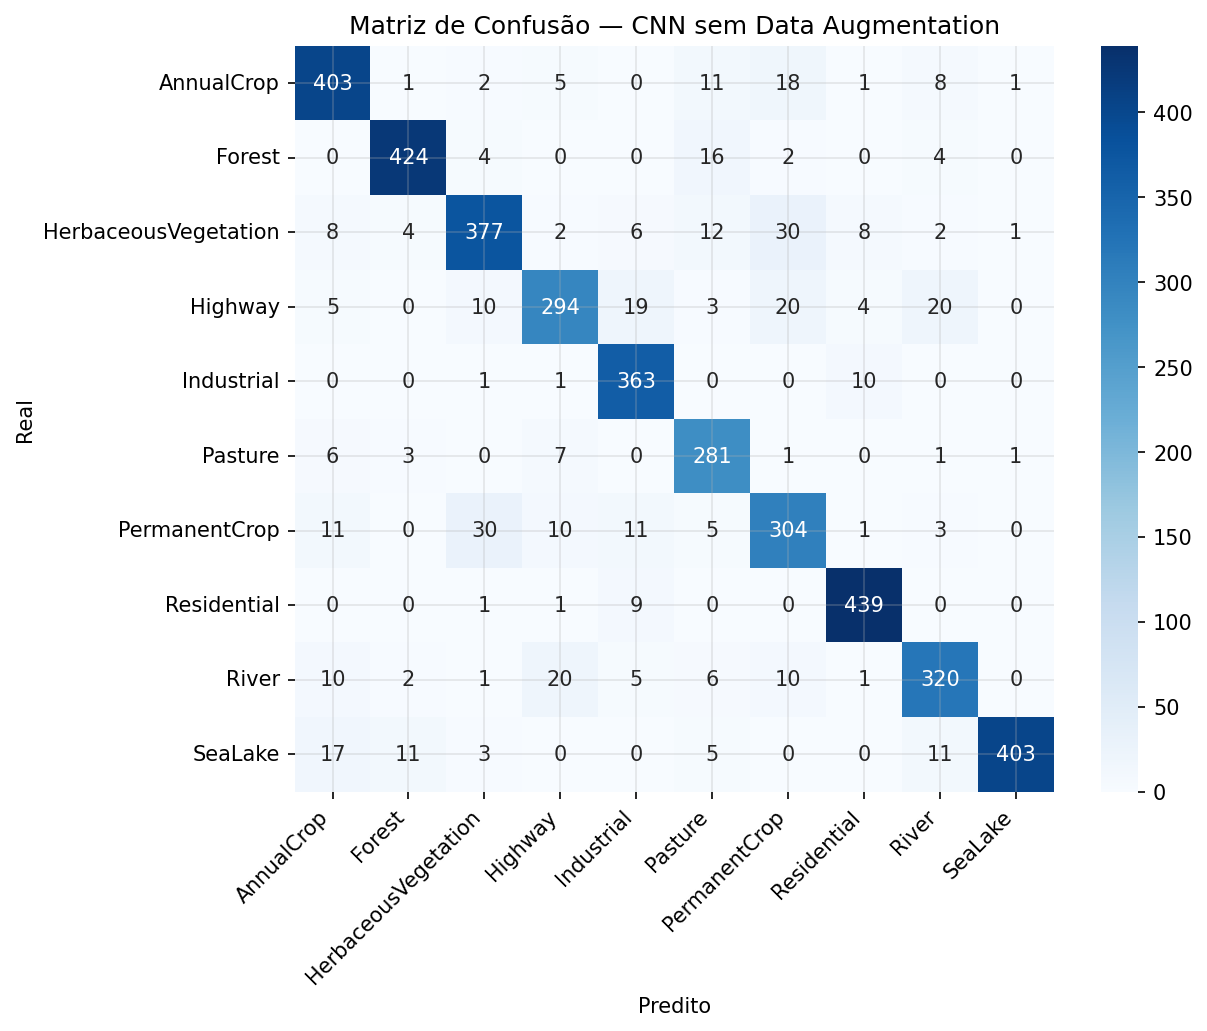 Matriz de Confusão — CNN sem Data Augmentation
AnnualCrop 403 1 2 5 0 11 18 1 8 1
Forest 0 424 4 0 0 16 2 0 4 0
HerbaceousVegetation 8 4 377 2 6 12 30 8 2 1
Highway 5 0 10 294 19 3 20 4 20 0
Industrial 0 0 1 1 363 0 0 10 0 0
Pasture 6 3 0 7 0 281 1 0 1 1
PermanentCrop 11 0 30 10 11 5 304 1 3 0
Residential 0 0 1 1 9 0 0 439 0 0
River 10 2 1 20 5 6 10 1 320 0
SeaLake 17 11 3 0 0 5 0 0 11 403
Real
AnnualCrop
Forest
HerbaceousVegetation
Highway
Industrial
Pasture
PermanentCrop
Residential
River
SeaLake
Predito
400
350
300
250
200
150
100
50
0